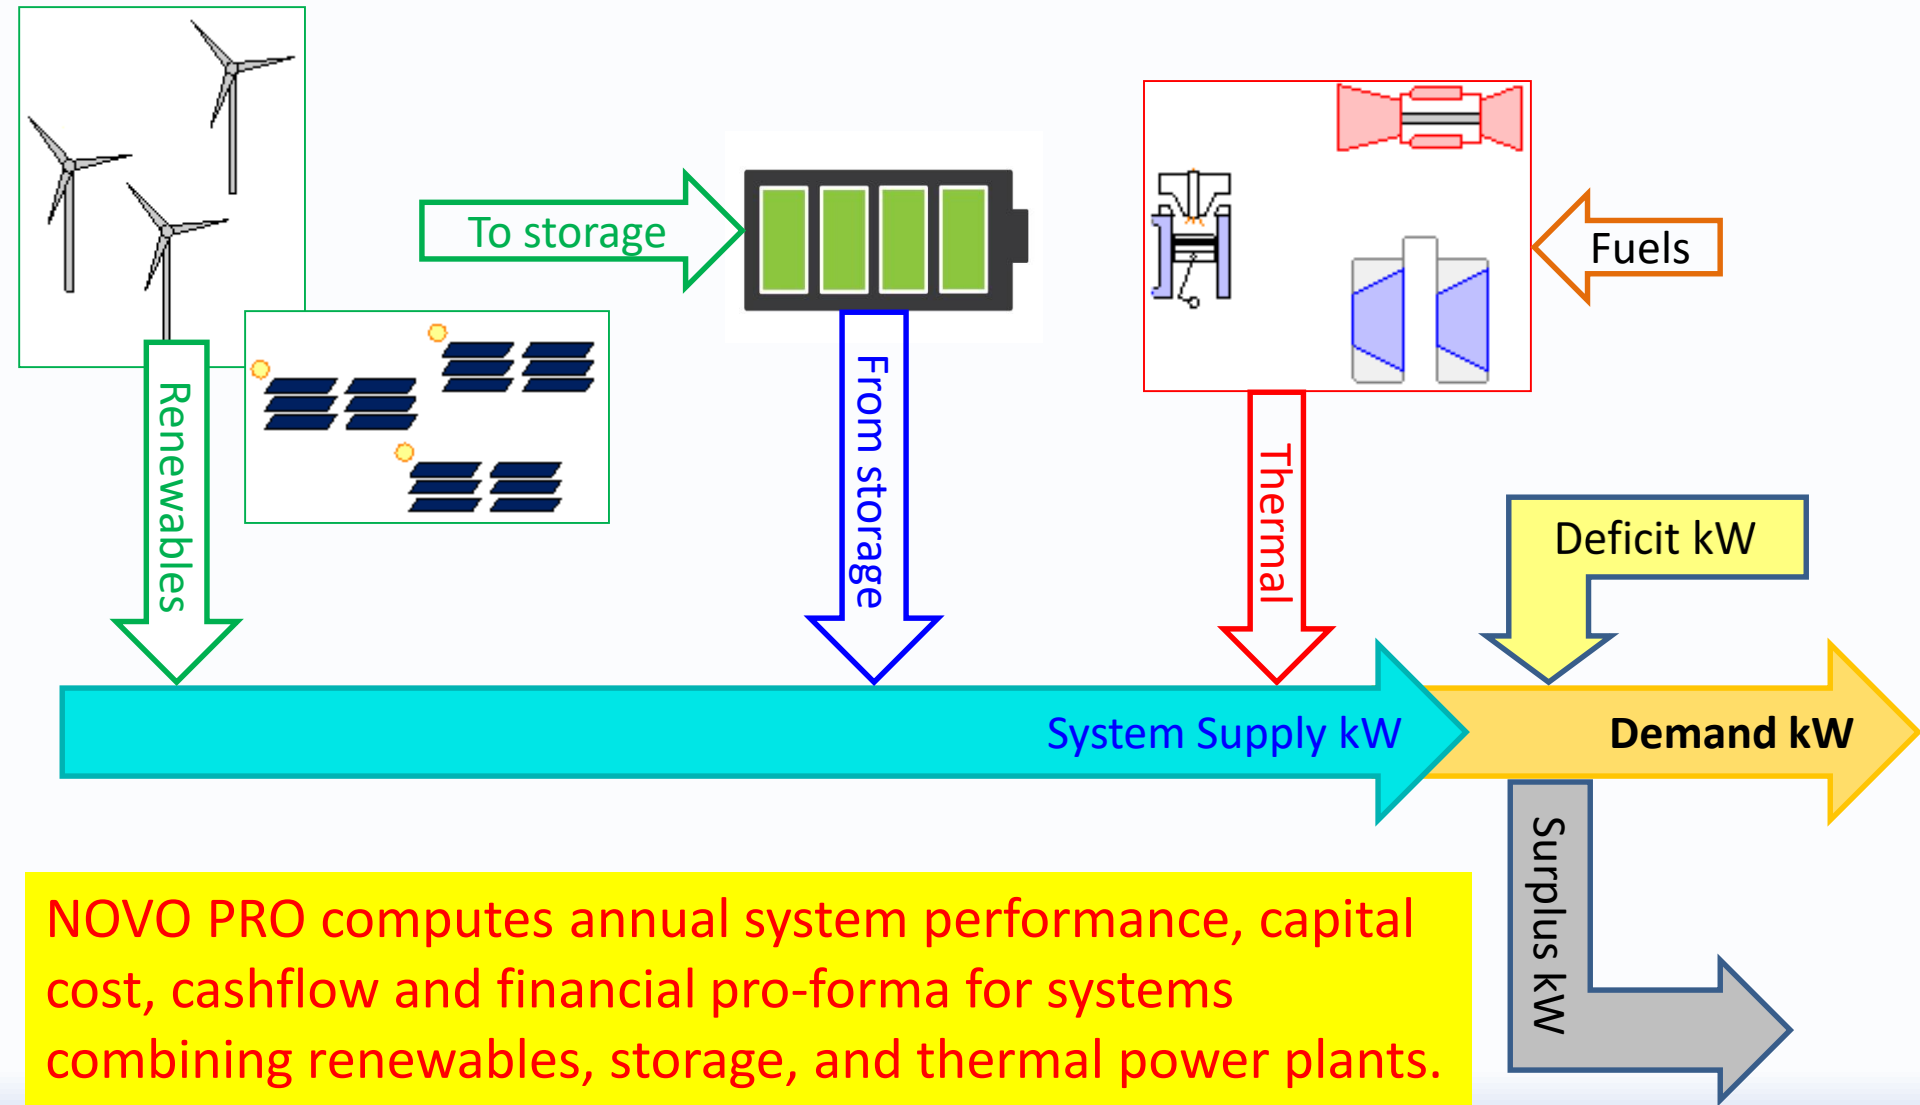 To storage
Fuels
Renewables
From storage
Thermal
Deficit kW
System Supply kW
Demand kW
Surplus kW
NOVO PRO computes annual system performance, capital
cost, cashflow and financial pro-forma for systems
combining renewables, storage, and thermal power plants.